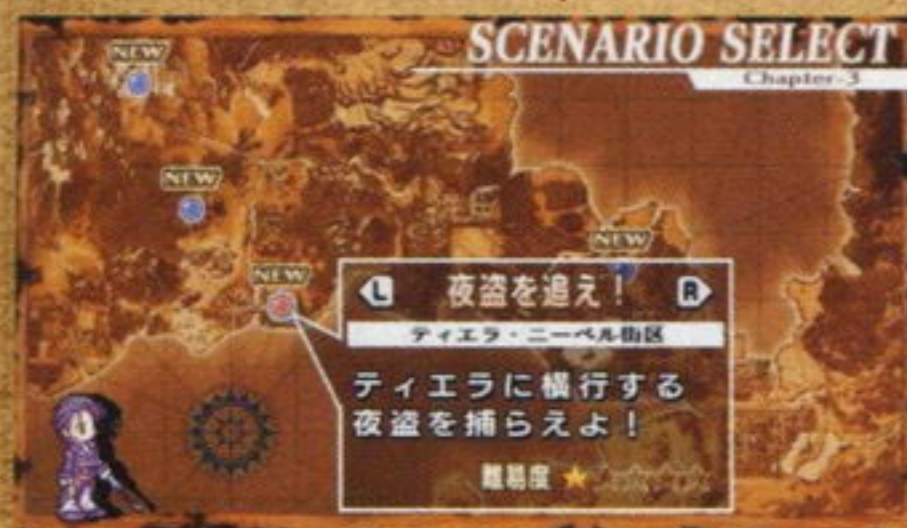 SCENARIO SELECT
Chapter-3
NEW
NEW
NEW
NEW
L 夜盗を追え! R
ティエラ・ニーベル街区
ティエラに横行する
夜盗を捕らえよ!
難易度 ★☆☆☆☆